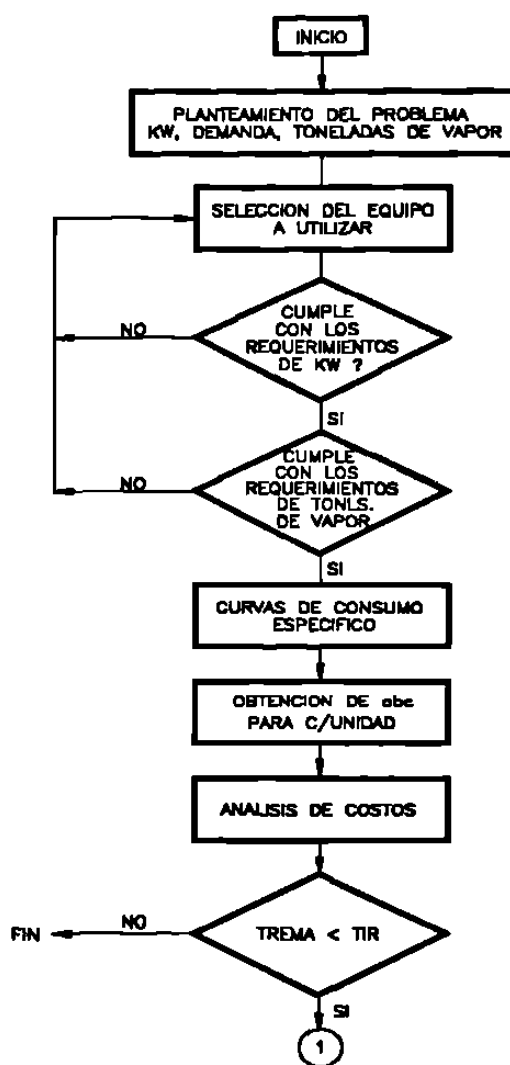 INICIO
PLANTEAMIENTO DEL PROBLEMA
KW, DEMANDA, TONELADAS DE VAPOR
SELECCION DEL EQUIPO
A UTILIZAR
CUMPLE
CON LOS
REQUERIMIENTOS
DE KW ?
NO
SI
CUMPLE
CON LOS
REQUERIMIENTOS
DE TONLS.
DE VAPOR
NO
SI
CURVAS DE CONSUMO
ESPECIFICO
OBTENCION DE abc
PARA C/UNIDAD
ANALISIS DE COSTOS
TREMA < TIR
NO
FIN
SI
1